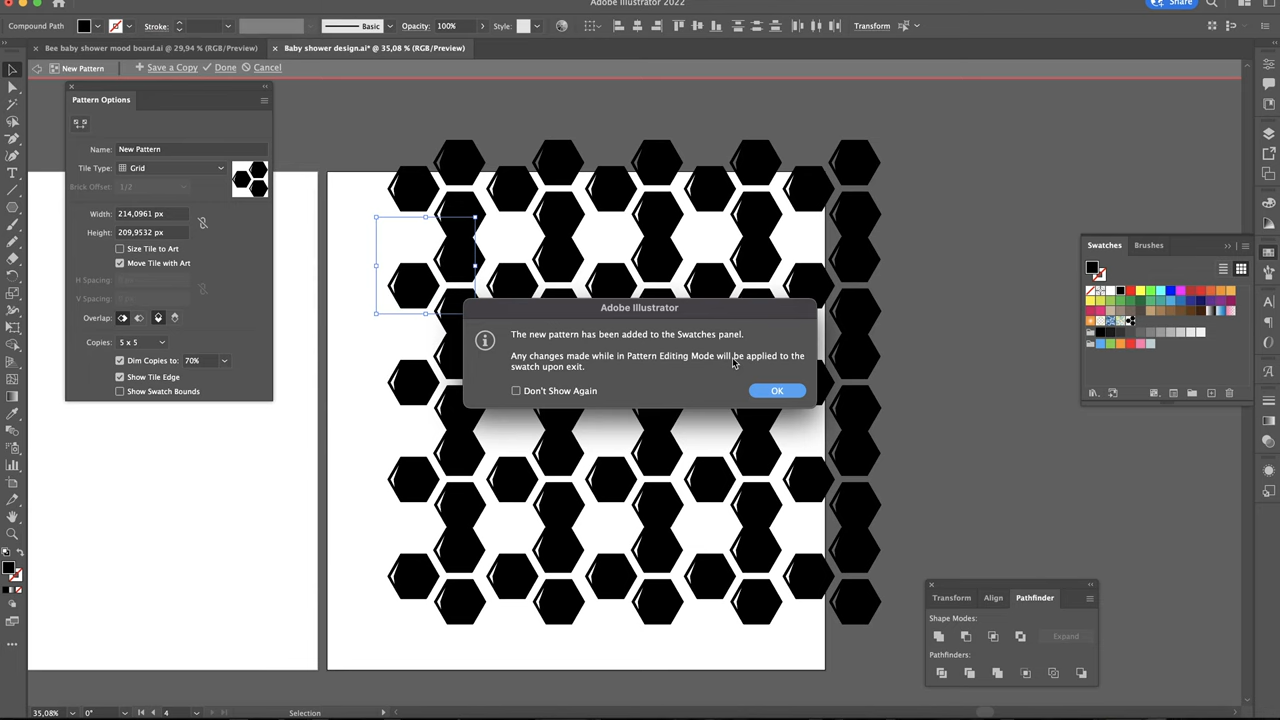 Adobe Illustrator 2022
Share
Compound Path
Stroke:
Basic
Opacity:
100%
Style:
Transform
Bee baby shower mood board.ai @ 29,94 % (RGB/Preview)
Baby shower design.ai* @ 35,08 % (RGB/Preview)
New Pattern
Save a Copy
Done
Cancel
Pattern Options
Name: New Pattern
Tile Type: Grid
Brick Offset: 1/2
Width: 214,0961 px
Height: 209,9532 px
Size Tile to Art
Move Tile with Art
H Spacing: 0 px
V Spacing: 0 px
Overlap:
Copies: 5 x 5
Dim Copies to: 70%
Show Tile Edge
Show Swatch Bounds
Adobe Illustrator
The new pattern has been added to the Swatches panel.
Any changes made while in Pattern Editing Mode will be applied to the
swatch upon exit.
Don't Show Again
OK
Swatches
Brushes
Transform
Align
Pathfinder
Shape Modes:
Expand
Pathfinders:
35,08%
0°
4
Selection